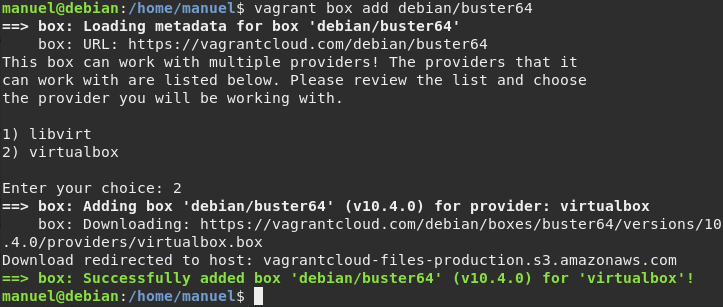 manuel@debian:/home/manuel$ vagrant box add debian/buster64
==> box: Loading metadata for box 'debian/buster64'
    box: URL: https://vagrantcloud.com/debian/buster64
This box can work with multiple providers! The providers that it
can work with are listed below. Please review the list and choose
the provider you will be working with.

1) libvirt
2) virtualbox

Enter your choice: 2
==> box: Adding box 'debian/buster64' (v10.4.0) for provider: virtualbox
    box: Downloading: https://vagrantcloud.com/debian/boxes/buster64/versions/10
.4.0/providers/virtualbox.box
Download redirected to host: vagrantcloud-files-production.s3.amazonaws.com
==> box: Successfully added box 'debian/buster64' (v10.4.0) for 'virtualbox'!
manuel@debian:/home/manuel$